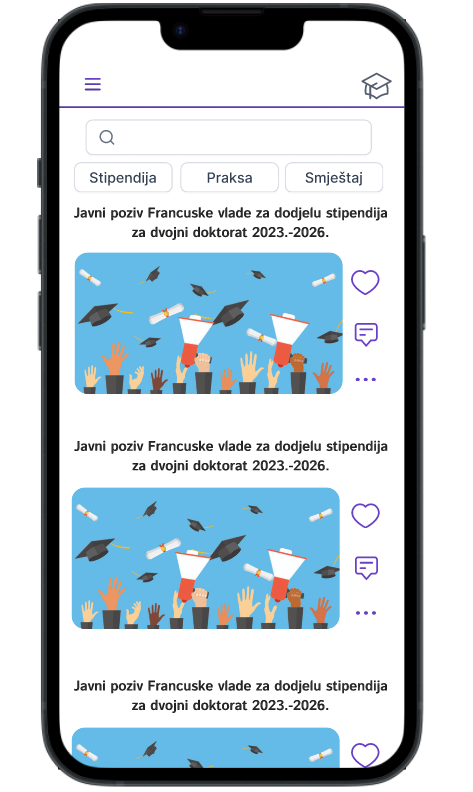 Stipendija
Praksa
Smještaj
Javni poziv Francuske vlade za dodjelu stipendija
za dvojni doktorat 2023.-2026.
Javni poziv Francuske vlade za dodjelu stipendija
za dvojni doktorat 2023.-2026.
Javni poziv Francuske vlade za dodjelu stipendija
za dvojni doktorat 2023.-2026.